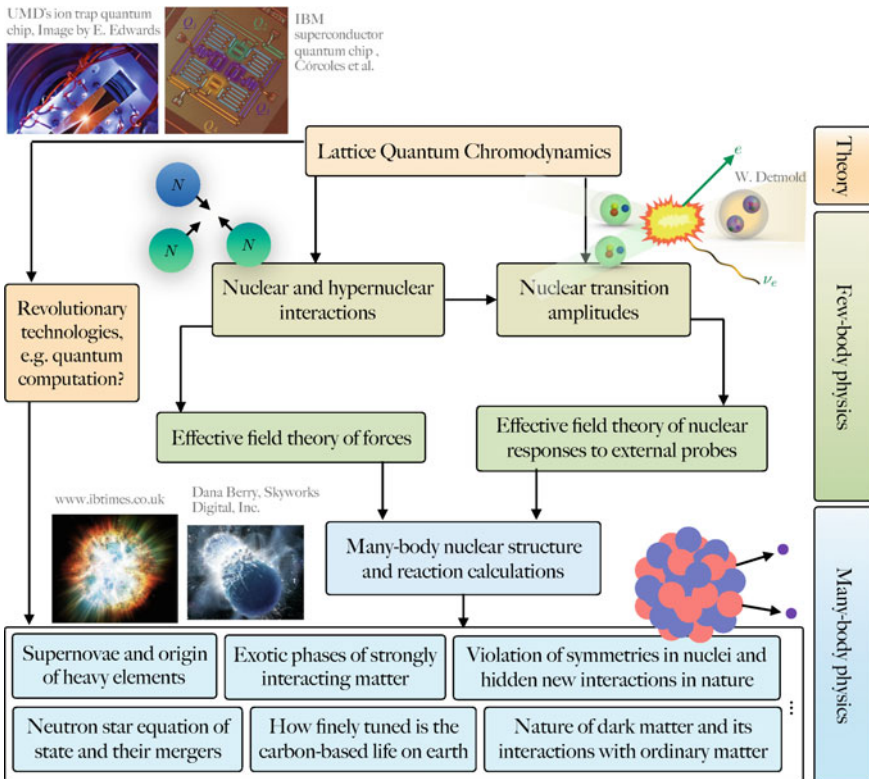 UMD's ion trap quantum
chip, Image by E. Edwards
IBM
superconductor
quantum chip ,
Córcoles et al.
Q₁
Q₂
Q₃
Q₄
Lattice Quantum Chromodynamics
Theory
e
W. Detmold
N
N
N
νₑ
Revolutionary
technologies,
e.g. quantum
computation?
Nuclear and hypernuclear
interactions
Nuclear transition
amplitudes
Few-body physics
Effective field theory of forces
Effective field theory of nuclear
responses to external probes
www.ibtimes.co.uk
Dana Berry, Skyworks
Digital, Inc.
Many-body nuclear structure
and reaction calculations
Many-body physics
Supernovae and origin
of heavy elements
Exotic phases of strongly
interacting matter
Violation of symmetries in nuclei and
hidden new interactions in nature
Neutron star equation of
state and their mergers
How finely tuned is the
carbon-based life on earth
Nature of dark matter and its
interactions with ordinary matter
...